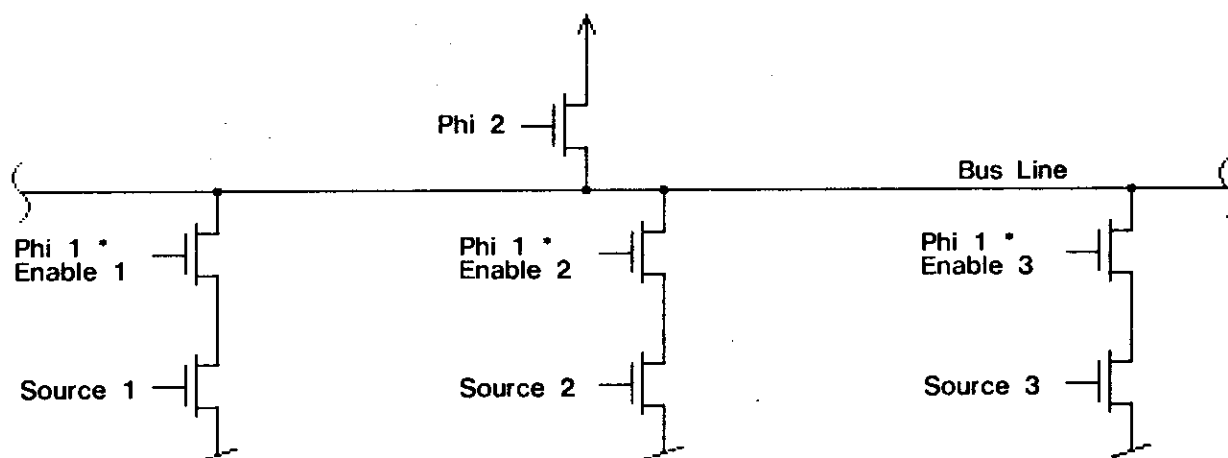 Phi 2
Bus Line
Phi 1 *
Enable 1
Phi 1 *
Enable 2
Phi 1 *
Enable 3
Source 1
Source 2
Source 3